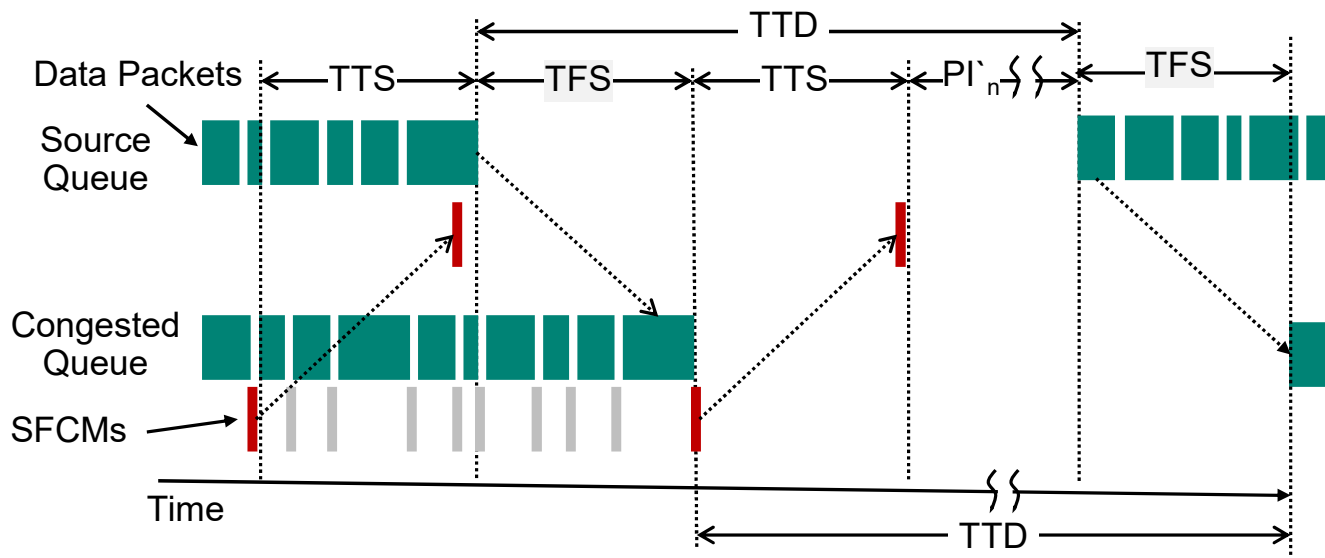 TTD
Data Packets
TTS
TFS
TTS
PI`n
TFS
Source
Queue
Congested
Queue
SFCMs
Time
TTD